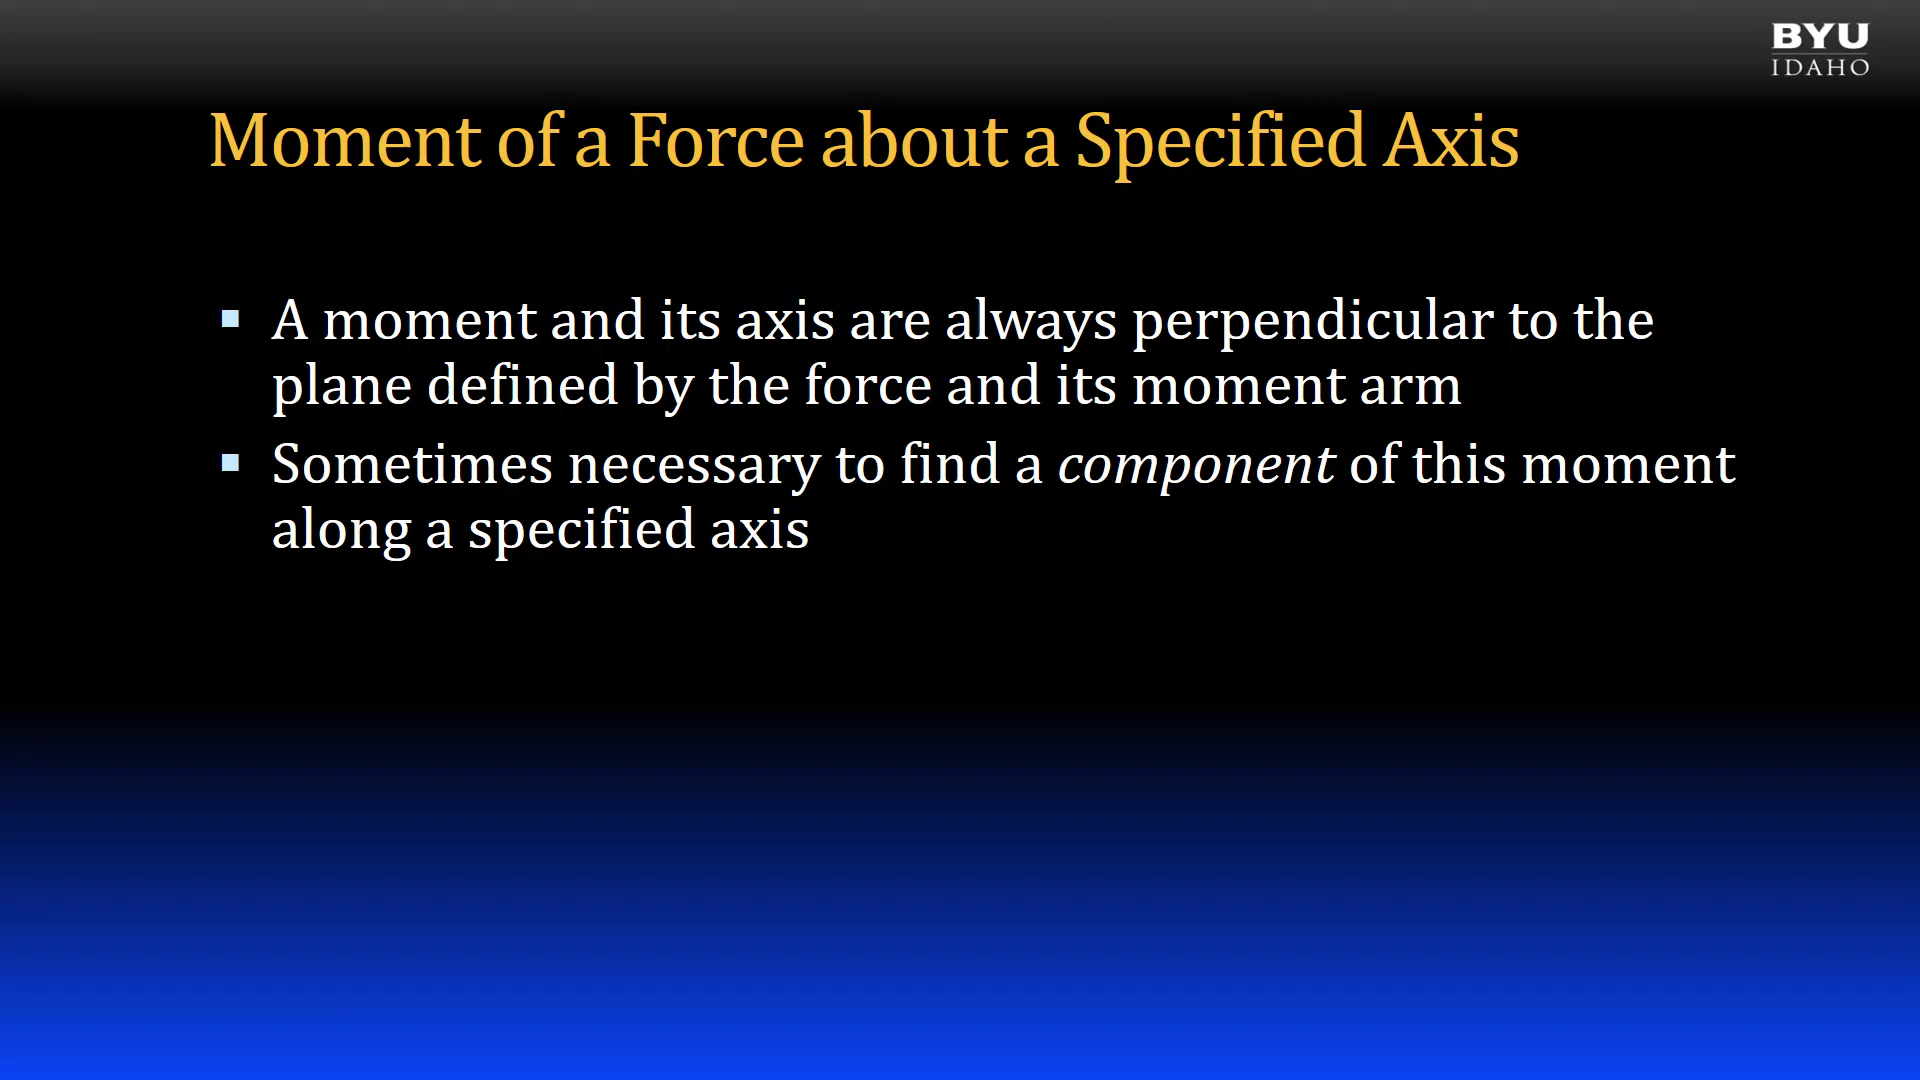 BYU
IDAHO
Moment of a Force about a Specified Axis
▪ A moment and its axis are always perpendicular to the
plane defined by the force and its moment arm
▪ Sometimes necessary to find a component of this moment
along a specified axis